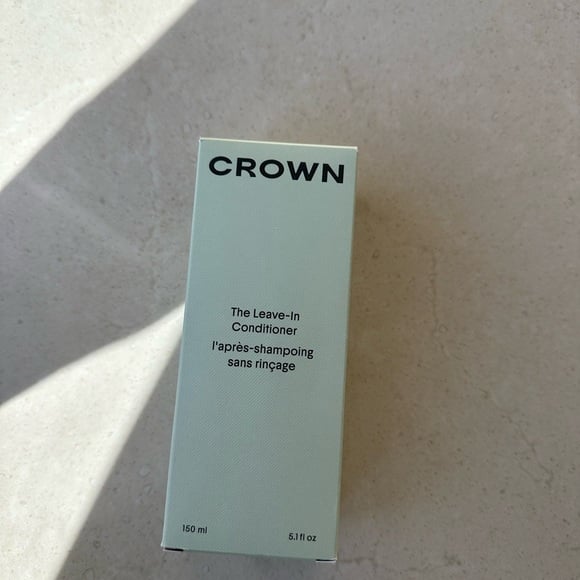 CROWN
The Leave-In
Conditioner
l'après-shampoing
sans rinçage
150 ml
5.1 fl oz